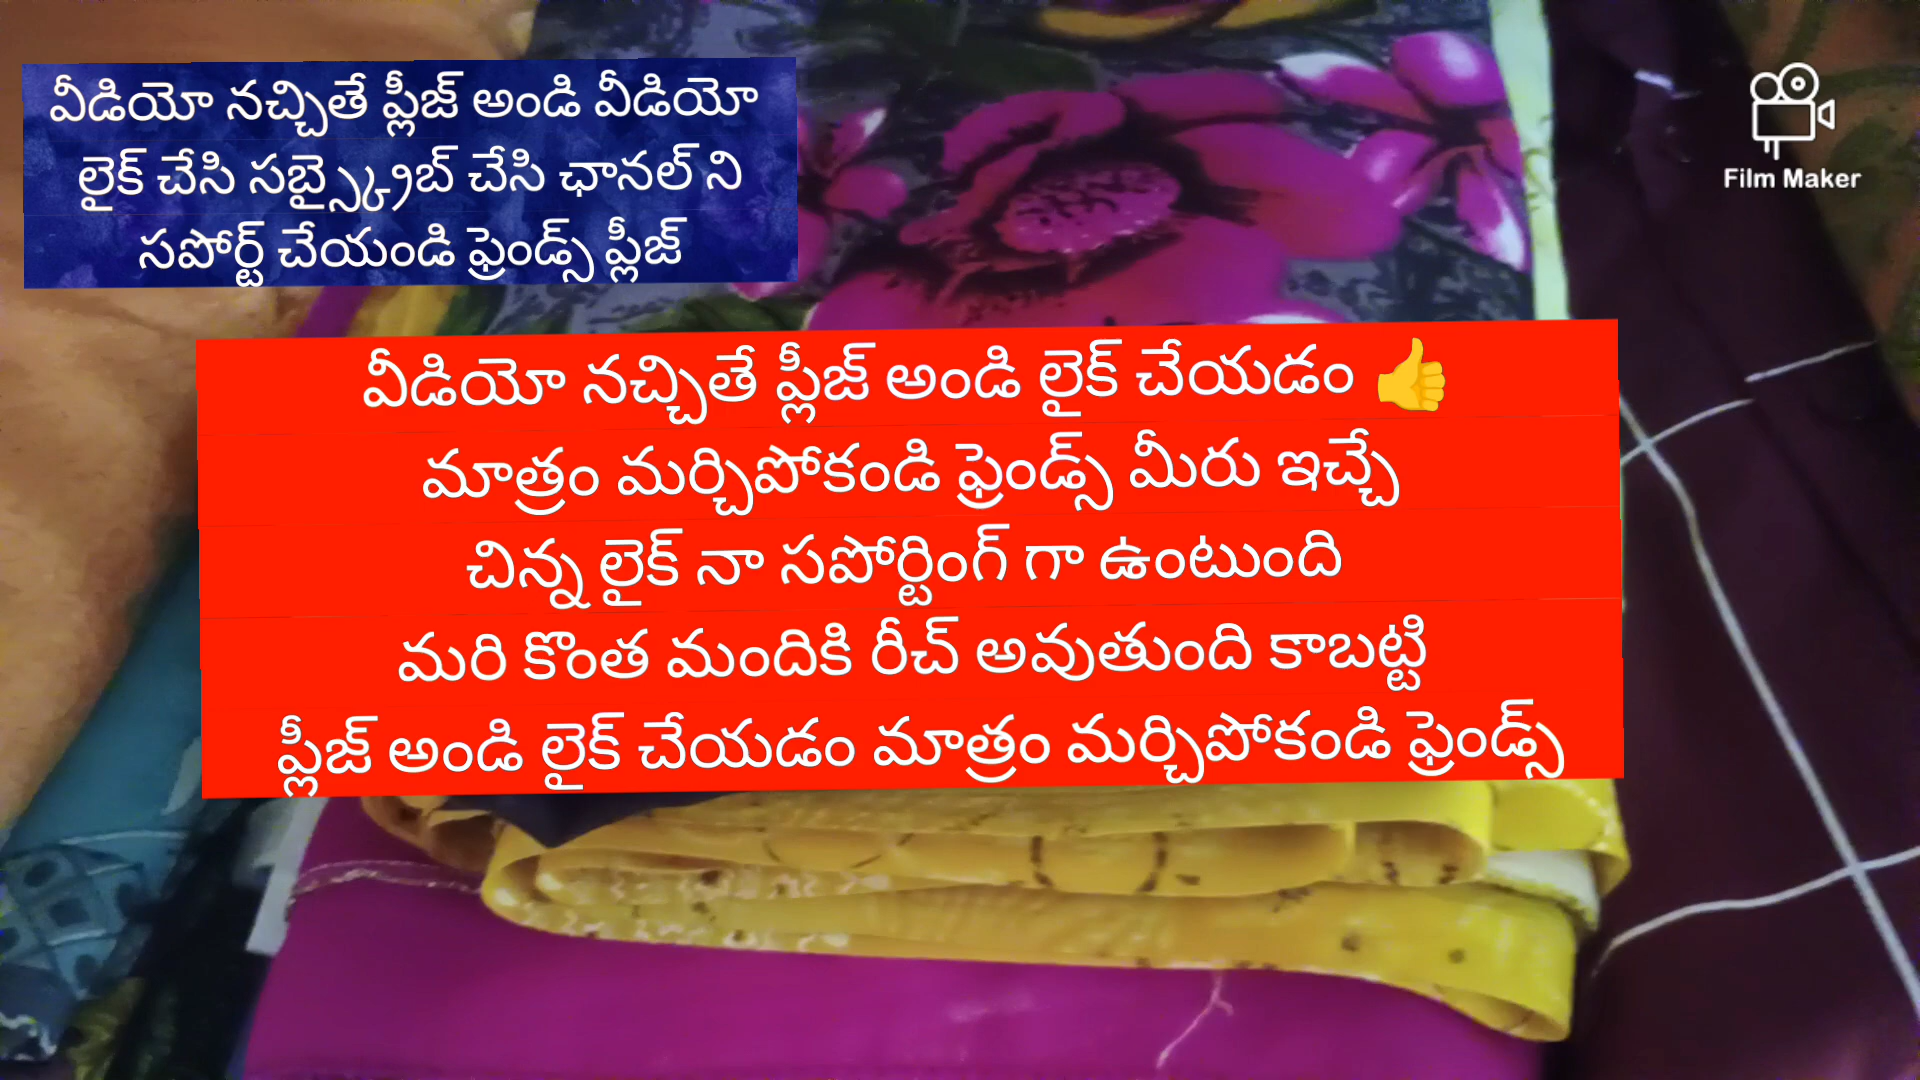 వీడియో నచ్చితే ప్లీజ్ అండి వీడియో
లైక్ చేసి సబ్స్క్రైబ్ చేసి ఛానల్ ని
సపోర్ట్ చేయండి ఫ్రెండ్స్ ప్లీజ్
Film Maker
వీడియో నచ్చితే ప్లీజ్ అండి లైక్ చేయడం 👍
మాత్రం మర్చిపోకండి ఫ్రెండ్స్ మీరు ఇచ్చే
చిన్న లైక్ నా సపోర్టింగ్ గా ఉంటుంది
మరి కొంత మందికి రీచ్ అవుతుంది కాబట్టి
ప్లీజ్ అండి లైక్ చేయడం మాత్రం మర్చిపోకండి ఫ్రెండ్స్